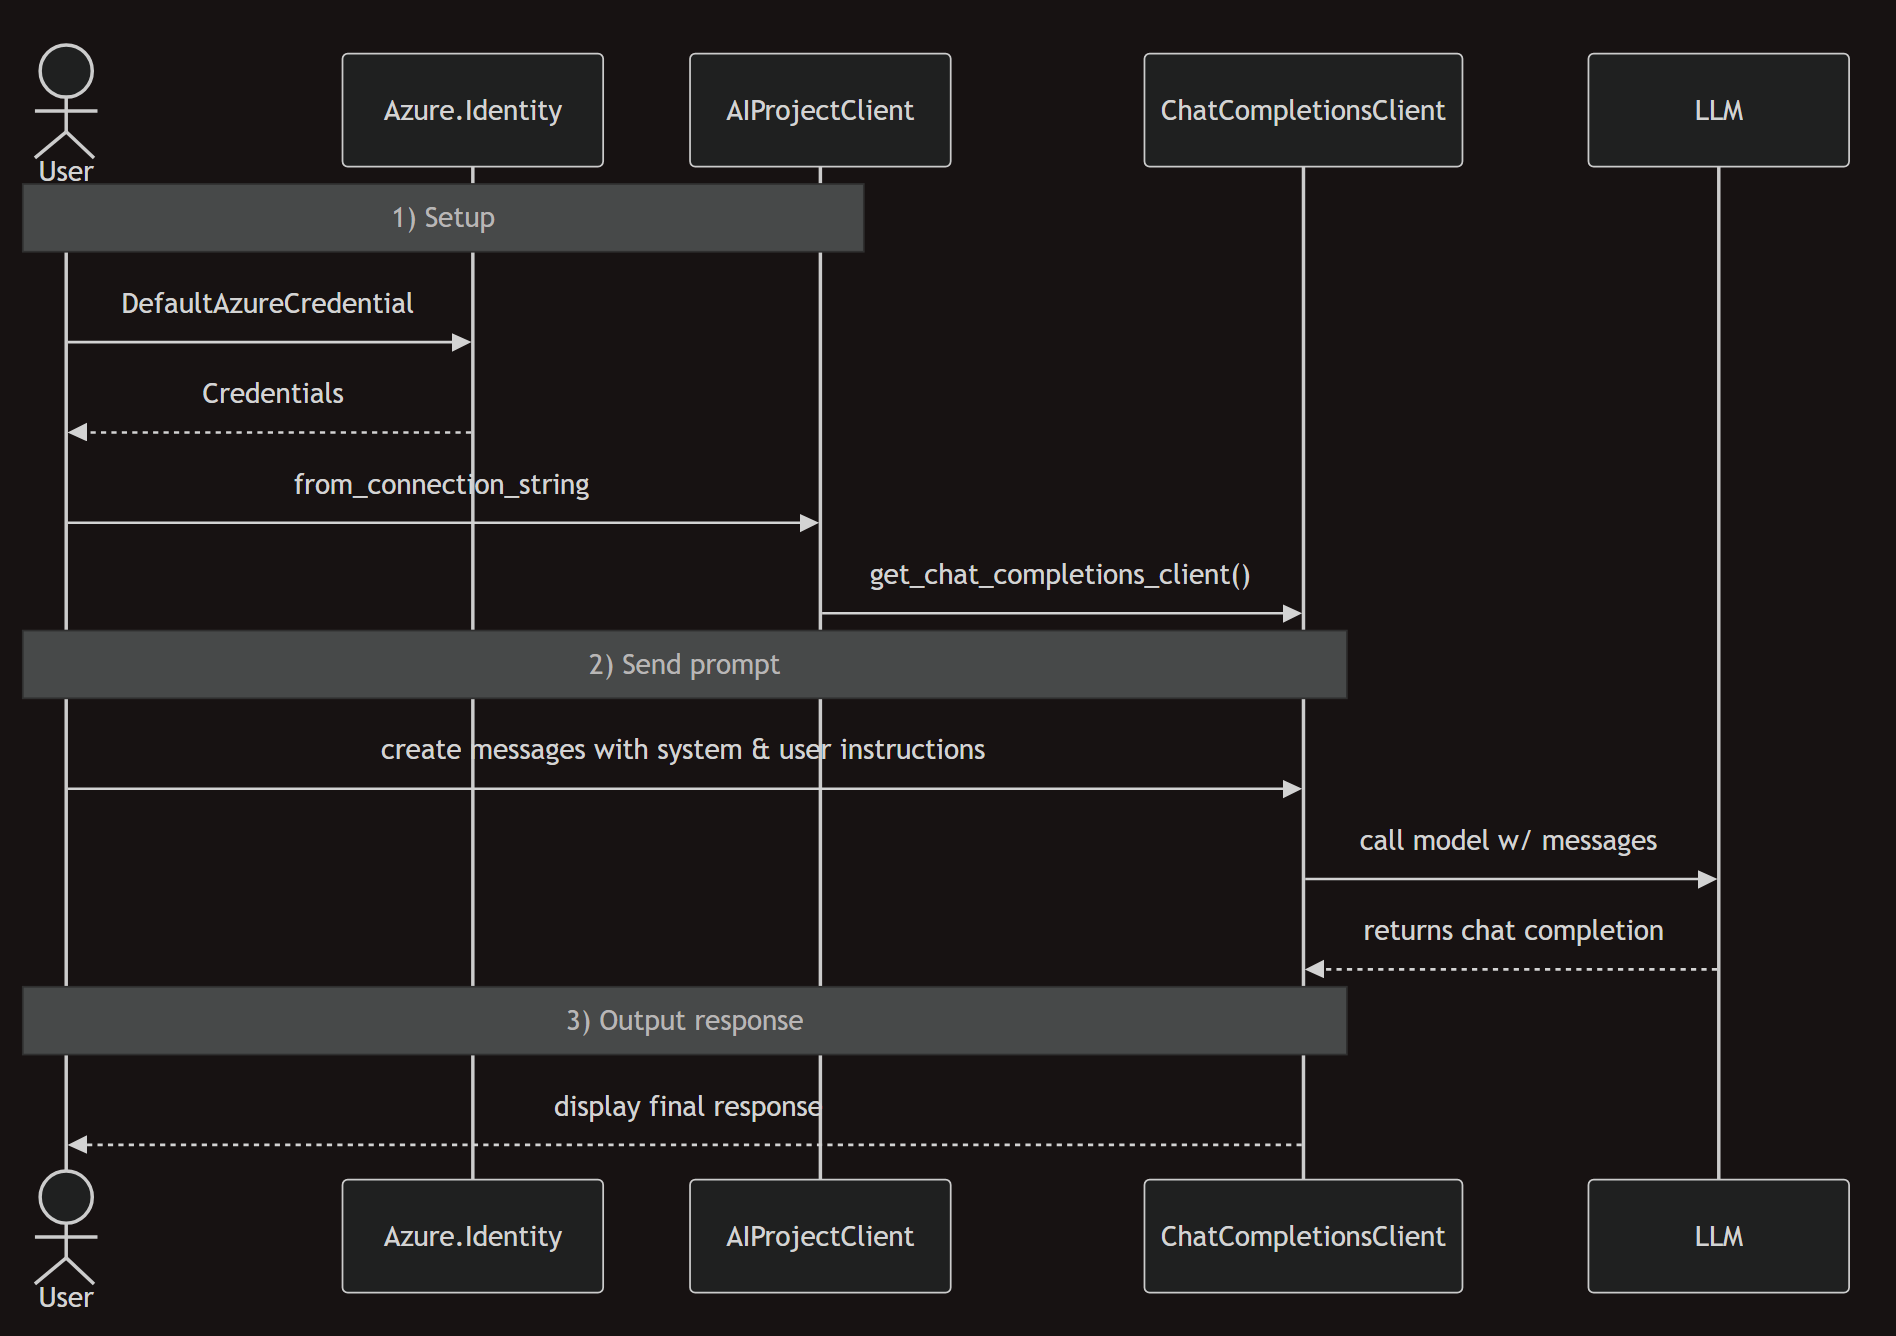 User
Azure.Identity
AIProjectClient
ChatCompletionsClient
LLM
1) Setup
DefaultAzureCredential
Credentials
from_connection_string
get_chat_completions_client()
2) Send prompt
create messages with system & user instructions
call model w/ messages
returns chat completion
3) Output response
display final response
User
Azure.Identity
AIProjectClient
ChatCompletionsClient
LLM